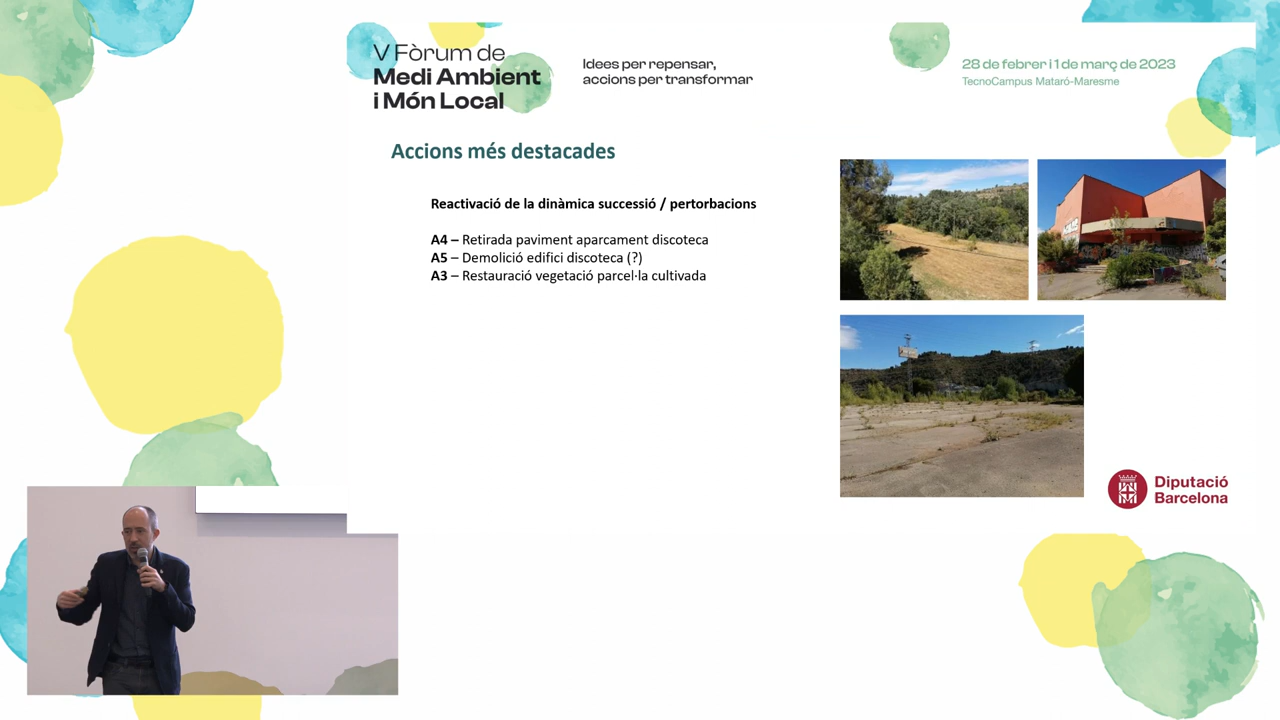 V Fòrum de
Medi Ambient
i Món Local
Idees per repensar,
accions per transformar
28 de febrer i 1 de març de 2023
TecnoCampus Mataró-Maresme
Accions més destacades
Reactivació de la dinàmica successió / pertorbacions
A4 – Retirada paviment aparcament discoteca
A5 – Demolició edifici discoteca (?)
A3 – Restauració vegetació parcel·la cultivada
Diputació
Barcelona